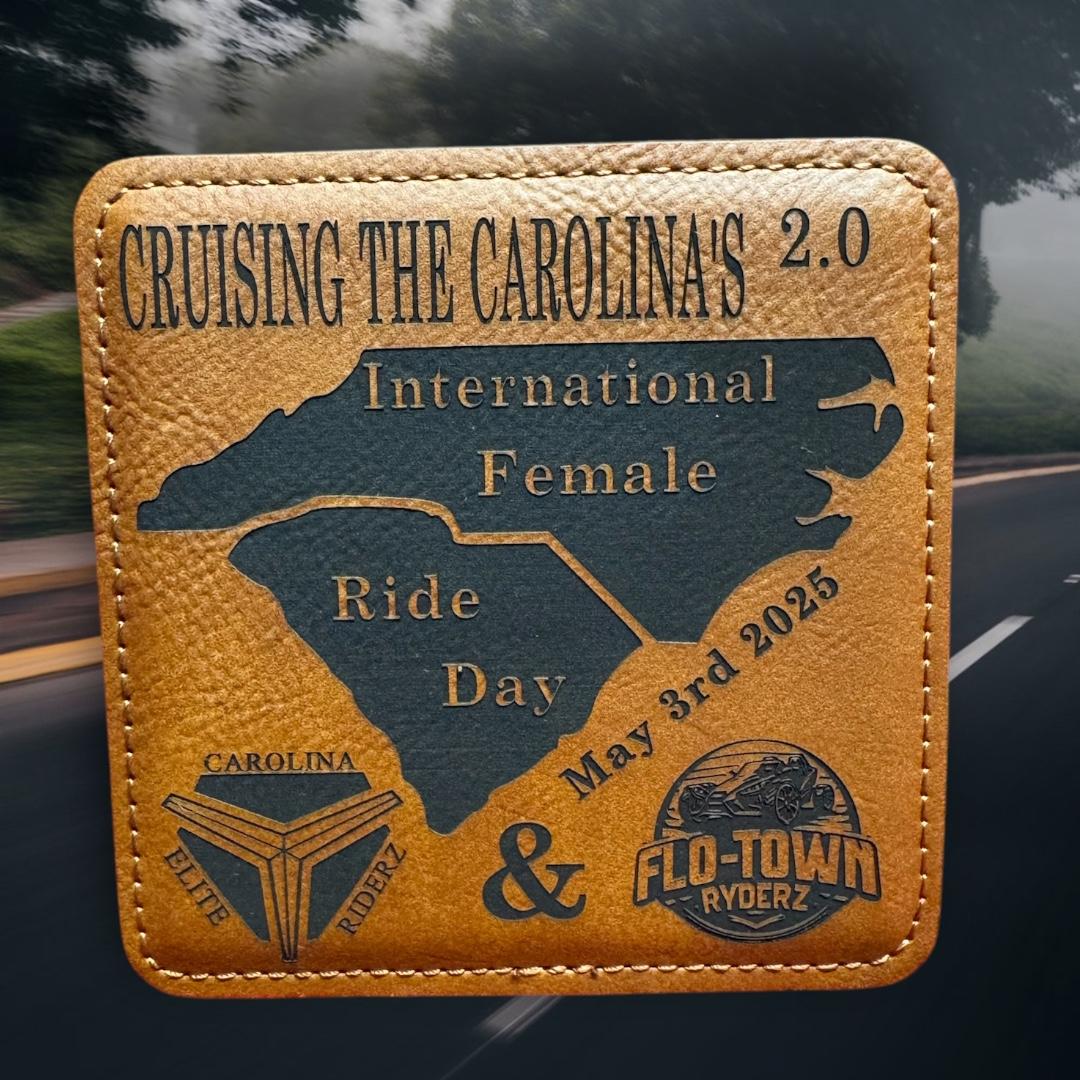 CRUISING THE CAROLINA'S 2.0
International
Female
Ride
Day
May 3rd 2025
CAROLINA
ELITE
RIDERZ
&
FLO-TOWN
RYDERZ